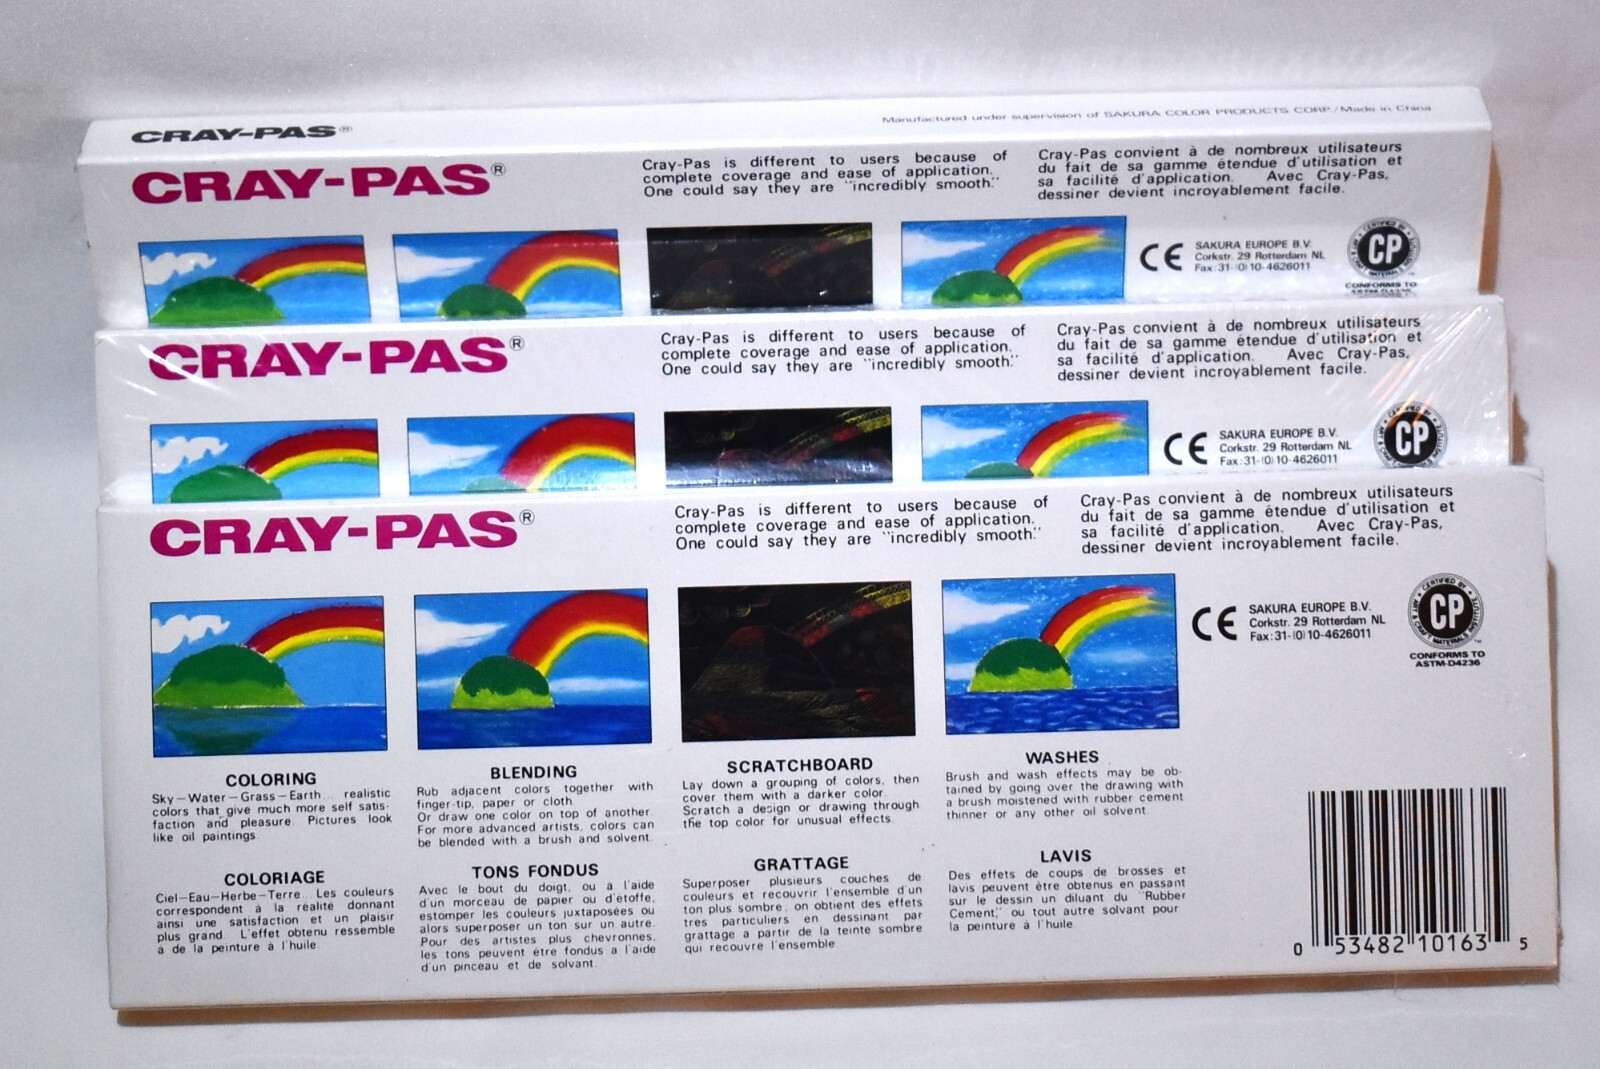 CRAY-PAS®
Manufactured under supervision of SAKURA COLOR PRODUCTS CORP./Made in China
CRAY-PAS®
Cray-Pas is different to users because of
complete coverage and ease of application.
One could say they are "incredibly smooth."
Cray-Pas convient à de nombreux utilisateurs
du fait de sa gamme étendue d'utilisation et
sa facilité d'application. Avec Cray-Pas,
dessiner devient incroyablement facile.
CE
SAKURA EUROPE B.V.
Corkstr. 29 Rotterdam NL
Fax:31-(0)10-4626011
CERTIFIED BY
ART & CRAFT MATERIALS INSTITUTE
CP
CONFORMS TO
ASTM-D4236
CRAY-PAS®
Cray-Pas is different to users because of
complete coverage and ease of application.
One could say they are "incredibly smooth."
Cray-Pas convient à de nombreux utilisateurs
du fait de sa gamme étendue d'utilisation et
sa facilité d'application. Avec Cray-Pas,
dessiner devient incroyablement facile.
CE
SAKURA EUROPE B.V.
Corkstr. 29 Rotterdam NL
Fax:31-(0)10-4626011
CERTIFIED BY
CP
CRAY-PAS®
Cray-Pas is different to users because of
complete coverage and ease of application.
One could say they are "incredibly smooth."
Cray-Pas convient à de nombreux utilisateurs
du fait de sa gamme étendue d'utilisation et
sa facilité d'application. Avec Cray-Pas,
dessiner devient incroyablement facile.
CE
SAKURA EUROPE B.V.
Corkstr. 29 Rotterdam NL
Fax:31-(0)10-4626011
CERTIFIED BY
ART & CRAFT MATERIALS INSTITUTE
CP
™
CONFORMS TO
ASTM-D4236
COLORING
Sky—Water—Grass—Earth... realistic
colors that give much more self satis-
faction and pleasure. Pictures look
like oil paintings.
BLENDING
Rub adjacent colors together with
finger-tip, paper or cloth.
Or draw one color on top of another.
For more advanced artists, colors can
be blended with a brush and solvent.
SCRATCHBOARD
Lay down a grouping of colors, then
cover them with a darker color.
Scratch a design or drawing through
the top color for unusual effects.
WASHES
Brush and wash effects may be ob-
tained by going over the drawing with
a brush moistened with rubber cement
thinner or any other oil solvent.
COLORIAGE
Ciel—Eau—Herbe—Terre... Les couleurs
correspondent à la réalité donnant
ainsi une satisfaction et un plaisir
plus grand. L'effet obtenu ressemble
à de la peinture à l'huile.
TONS FONDUS
Avec le bout du doigt, ou à l'aide
d'un morceau de papier ou d'étoffe,
estomper les couleurs juxtaposées ou
alors superposer un ton sur un autre.
Pour des artistes plus chevronnes,
les tons peuvent être fondus a l'aide
d'un pinceau et de solvant.
GRATTAGE
Superposer plusieurs couches de
couleurs et recouvrir l'ensemble d'un
ton plus sombre; on obtient des effets
tres particuliers en dessinant par
grattage a partir de la teinte sombre
qui recouvre l'ensemble.
LAVIS
Des effets de coups de brosses et
lavis peuvent être obtenus en passant
sur le dessin un diluant du "Rubber
Cement," ou tout autre solvant pour
la peinture à l'huile.
0 53482 10163 5